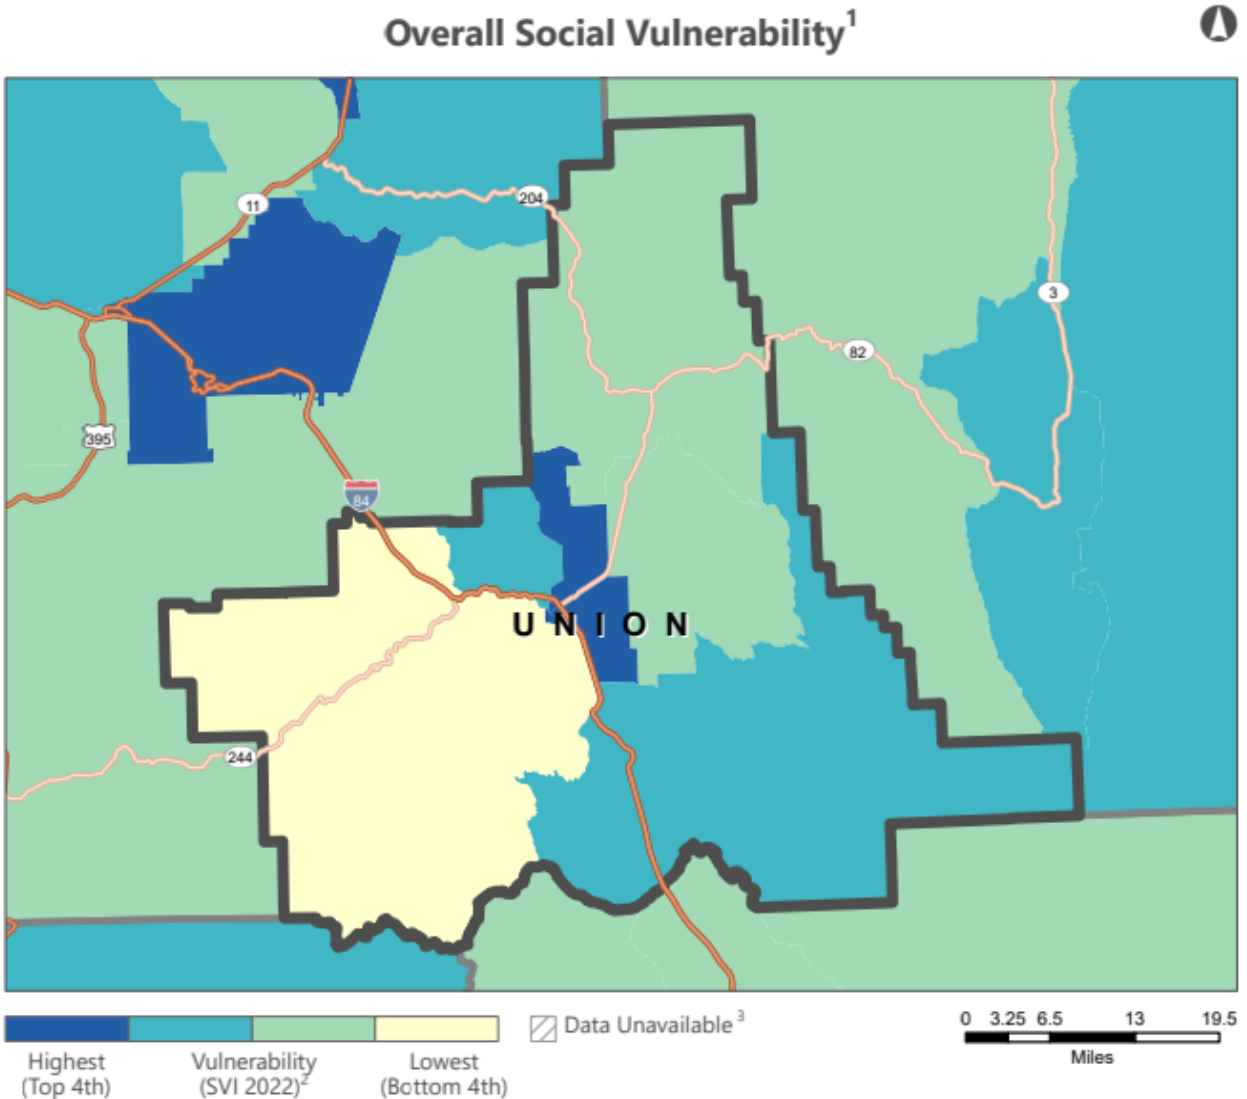 Overall Social Vulnerability1
204
11
3
82
395
84
UNION
244
Data Unavailable3
0 3.25 6.5 13 19.5
Miles
Highest
(Top 4th)
Vulnerability
(SVI 2022)2
Lowest
(Bottom 4th)